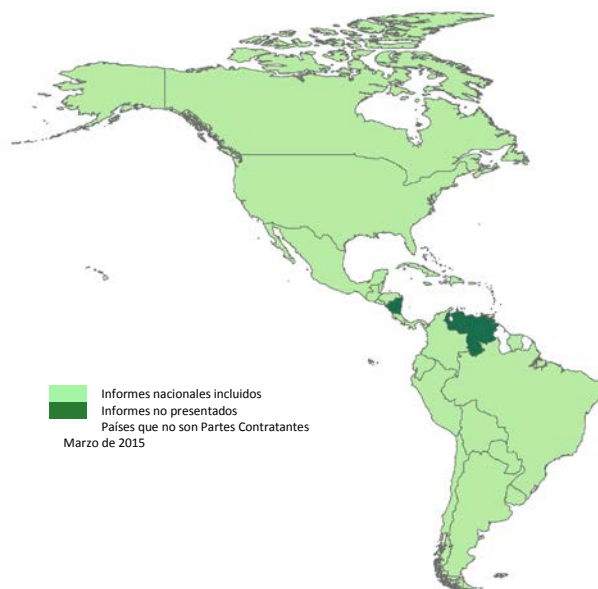 Informes nacionales incluidos
Informes no presentados
Países que no son Partes Contratantes
Marzo de 2015